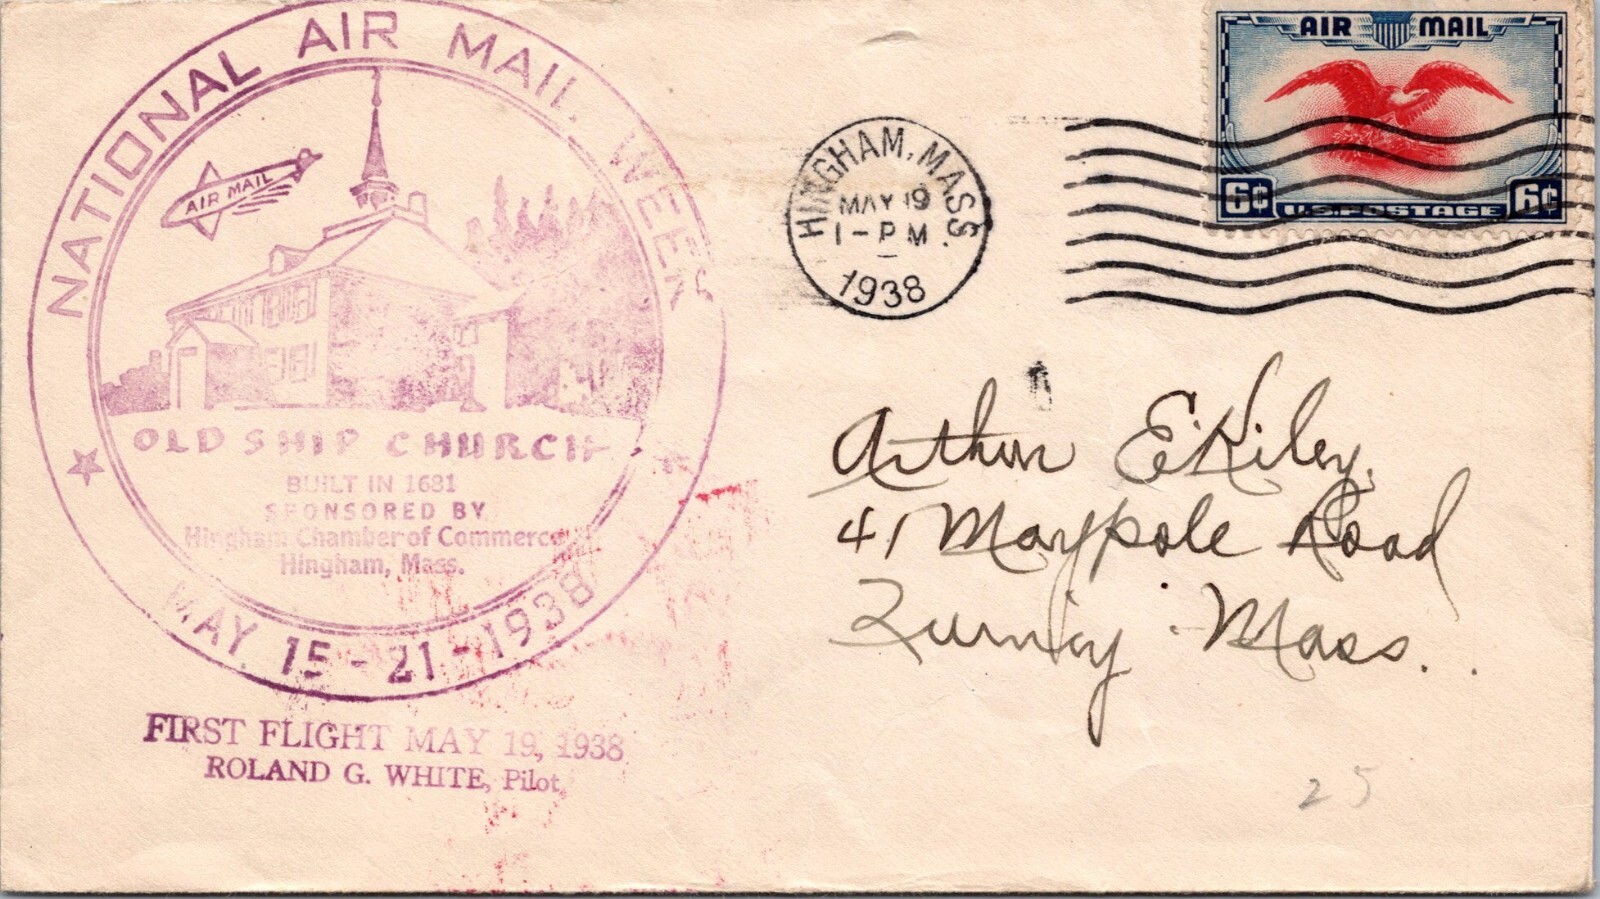 NATIONAL AIR MAIL WEEK
AIR MAIL
OLD SHIP CHURCH
BUILT IN 1681
SPONSORED BY
Hingham Chamber of Commerce
Hingham, Mass.
MAY 15-21-1938
FIRST FLIGHT MAY 19, 1938
ROLAND G. WHITE, Pilot
HINGHAM, MASS.
MAY 19
1-PM
1938
AIR MAIL
6¢ U.S. POSTAGE 6¢
Arthur E Kiley.
41 Maypole Road
Quincy Mass.
25